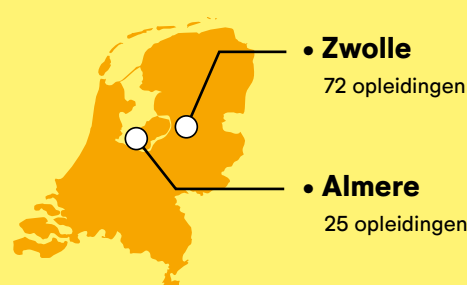 • Zwolle
72 opleidingen
• Almere
25 opleidingen